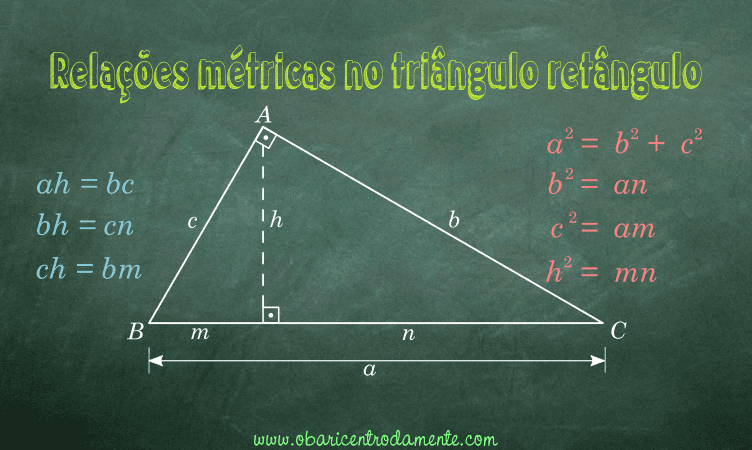 Relações métricas no triângulo retângulo
ah = bc
bh = cn
ch = bm
A
c
h
b
B
m
n
C
a
a² = b² + c²
b² = an
c² = am
h² = mn
www.obaricentrodamente.com